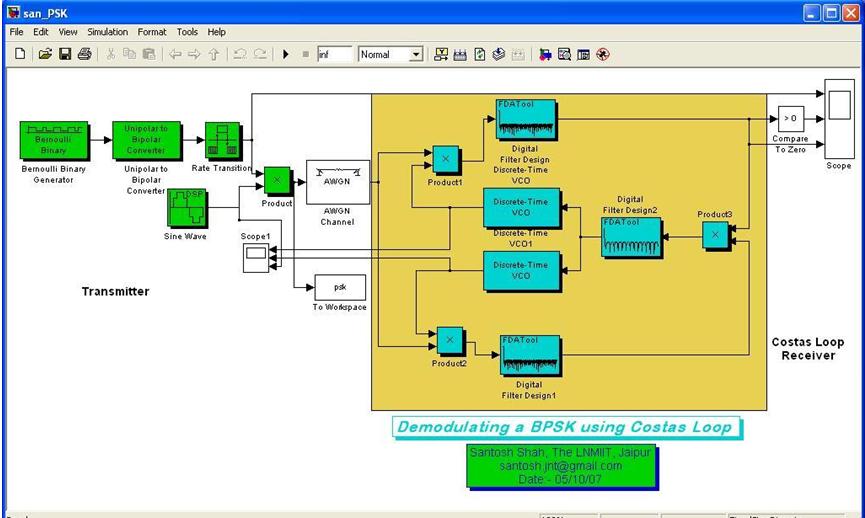 san_PSK
File Edit View Simulation Format Tools Help
inf
Normal
Bernoulli
Binary
Bernoulli Binary
Generator
Unipolar to
Bipolar
Converter
Unipolar to
Bipolar
Converter
Rate Transition
DSP
Sine Wave
Product
AWGN
AWGN
Channel
Scope1
psk
To Workspace
Transmitter
Product1
FDATool
Digital
Filter Design
Discrete-Time
VCO
Discrete-Time
VCO
Discrete-Time
VCO1
Discrete-Time
VCO
Digital
Filter Design2
FDATool
Product3
> 0
Compare
To Zero
Scope
Product2
FDATool
Digital
Filter Design1
Costas Loop
Receiver
Demodulating a BPSK using Costas Loop
Santosh Shah, The LNMIIT, Jaipur
santosh.jnt@gmail.com
Date - 05/10/07